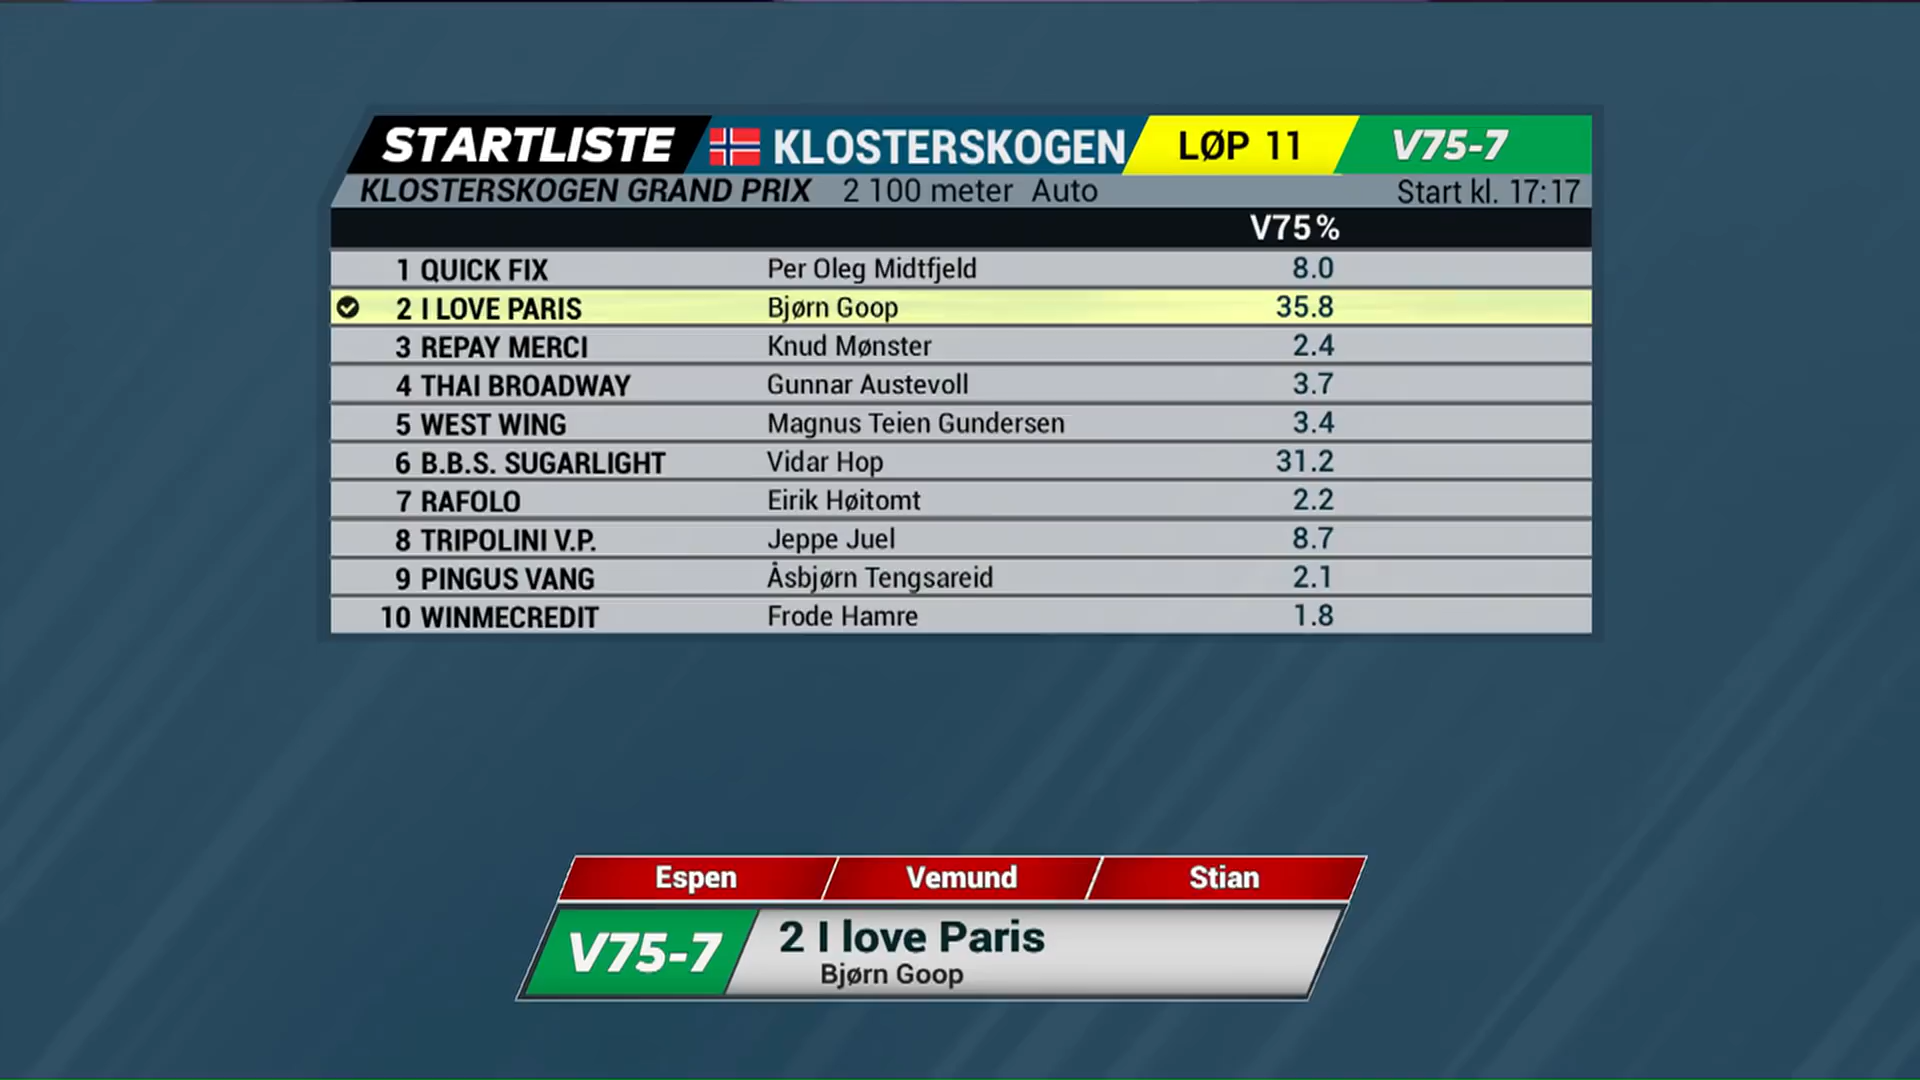 STARTLISTE KLOSTERSKOGEN LØP 11 V75-7
KLOSTERSKOGEN GRAND PRIX 2 100 meter Auto Start kl. 17:17
V75%
1 QUICK FIX Per Oleg Midtfjeld 8.0
2 I LOVE PARIS Bjørn Goop 35.8
3 REPAY MERCI Knud Mønster 2.4
4 THAI BROADWAY Gunnar Austevoll 3.7
5 WEST WING Magnus Teien Gundersen 3.4
6 B.B.S. SUGARLIGHT Vidar Hop 31.2
7 RAFOLO Eirik Høitomt 2.2
8 TRIPOLINI V.P. Jeppe Juel 8.7
9 PINGUS VANG Åsbjørn Tengsareid 2.1
10 WINMECREDIT Frode Hamre 1.8
Espen Vemund Stian
V75-7 2 I love Paris
Bjørn Goop